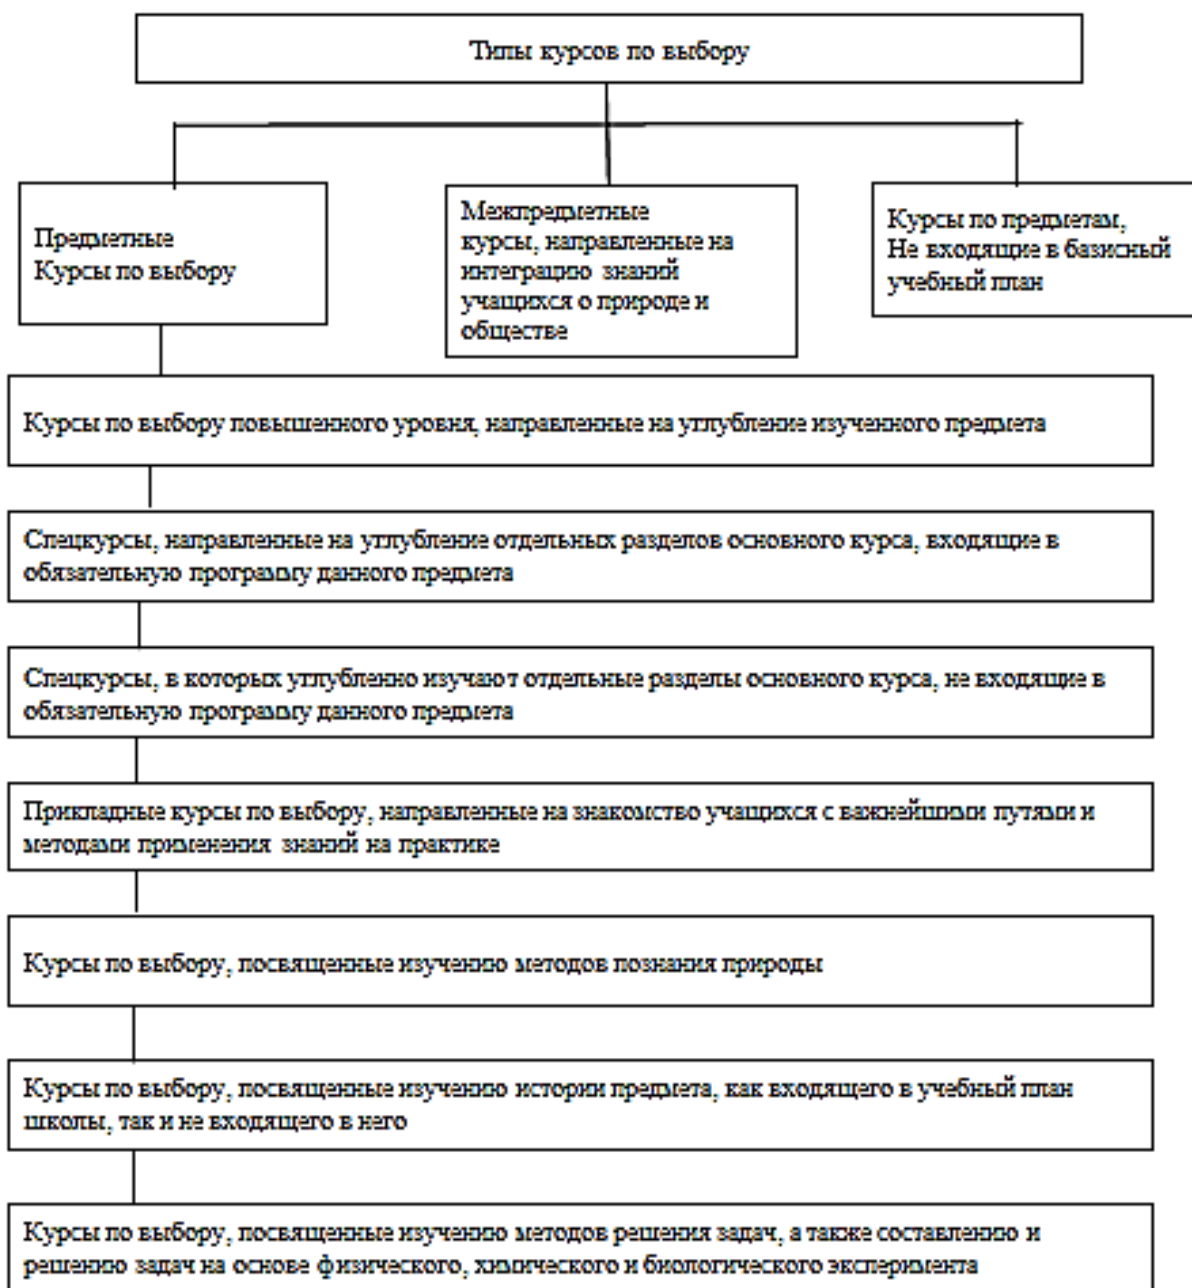 Типы курсов по выбору
Предметные
Курсы по выбору
Межпредметные
курсы, направленные на
интеграцию знаний
учащихся о природе и
обществе
Курсы по предметам,
Не входящие в базисный
учебный план
Курсы по выбору повышенного уровня, направленные на углубление изученного предмета
Спецкурсы, направленные на углубление отдельных разделов основного курса, входящие в
обязательную программу данного предмета
Спецкурсы, в которых углубленно изучают отдельные разделы основного курса, не входящие в
обязательную программу данного предмета
Прикладные курсы по выбору, направленные на знакомство учащихся с важнейшими путями и
методами применения знаний на практике
Курсы по выбору, посвященные изучению методов познания природы
Курсы по выбору, посвященные изучению истории предмета, как входящего в учебный план
школы, так и не входящего в него
Курсы по выбору, посвященные изучению методов решения задач, а также составлению и
решению задач на основе физического, химического и биологического эксперимента